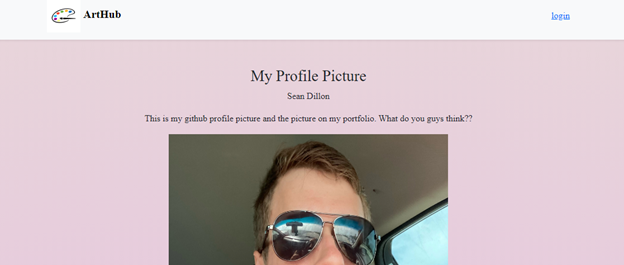 ArtHub
login
My Profile Picture
Sean Dillon
This is my github profile picture and the picture on my portfolio. What do you guys think??